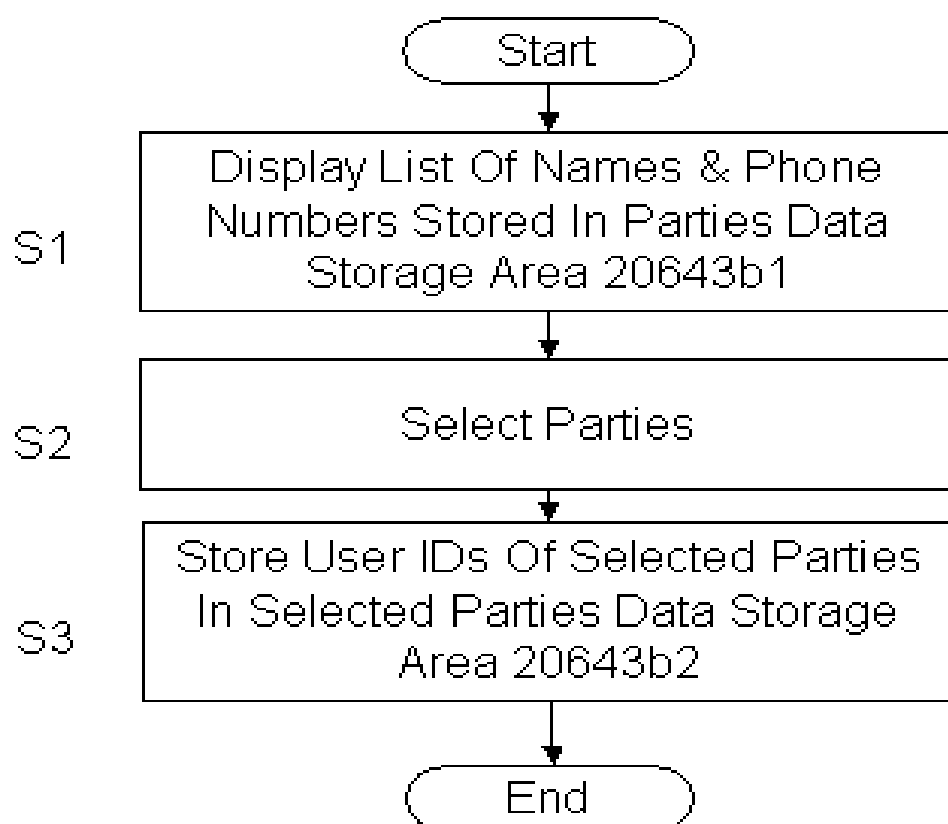 Start
S1
Display List Of Names & Phone
Numbers Stored In Parties Data
Storage Area 20643b1
S2
Select Parties
S3
Store User IDs Of Selected Parties
In Selected Parties Data Storage
Area 20643b2
End